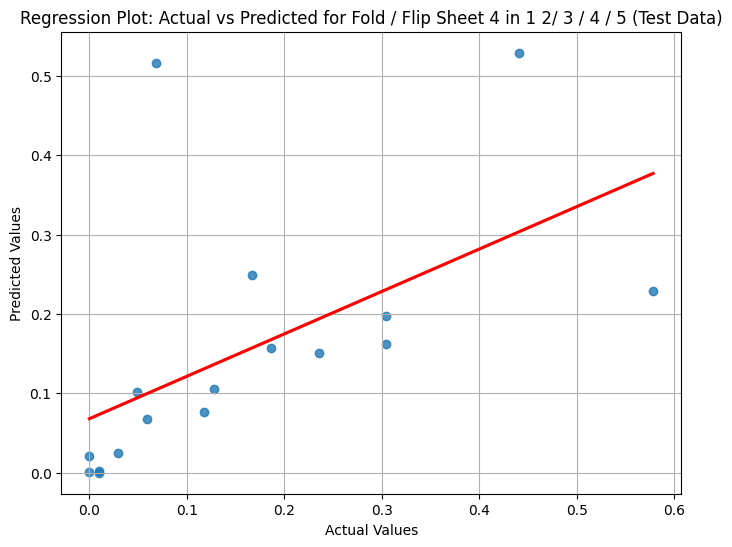 Regression Plot: Actual vs Predicted for Fold / Flip Sheet 4 in 1 2/ 3 / 4 / 5 (Test Data)
0.5
0.4
0.3
0.2
0.1
0.0
Predicted Values
0.0 0.1 0.2 0.3 0.4 0.5 0.6
Actual Values